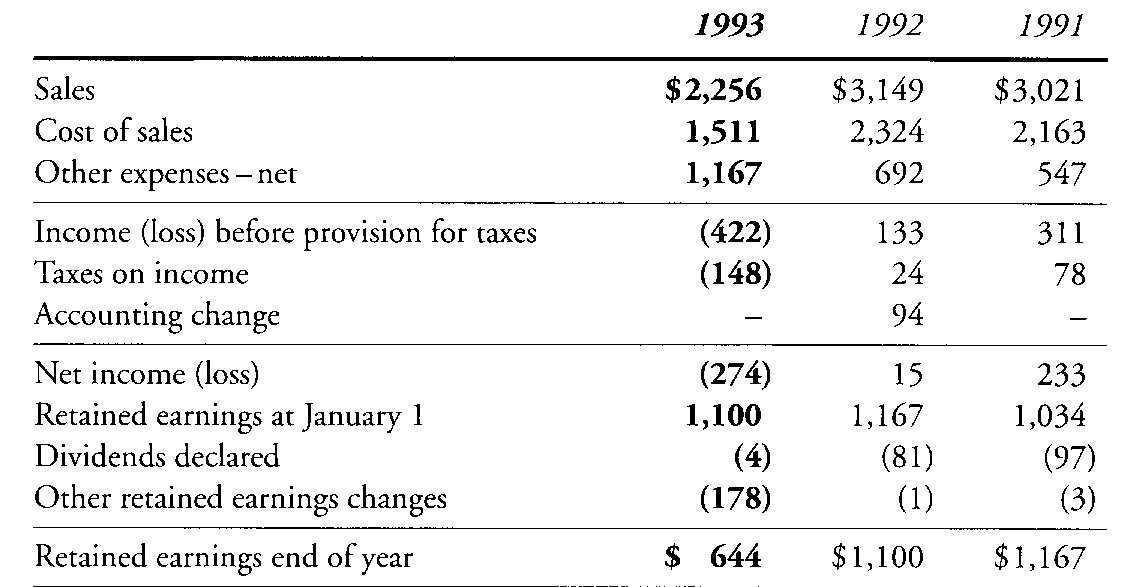 1993 1992 1991
Sales $2,256 $3,149 $3,021
Cost of sales 1,511 2,324 2,163
Other expenses – net 1,167 692 547
Income (loss) before provision for taxes (422) 133 311
Taxes on income (148) 24 78
Accounting change – 94 –
Net income (loss) (274) 15 233
Retained earnings at January 1 1,100 1,167 1,034
Dividends declared (4) (81) (97)
Other retained earnings changes (178) (1) (3)
Retained earnings end of year $ 644 $1,100 $1,167